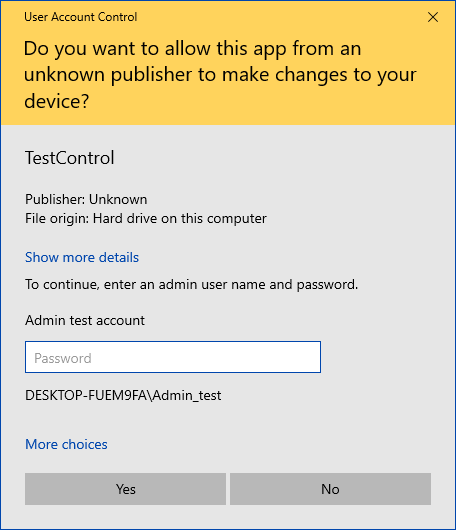 User Account Control
Do you want to allow this app from an
unknown publisher to make changes to your
device?
TestControl
Publisher: Unknown
File origin: Hard drive on this computer
Show more details
To continue, enter an admin user name and password.
Admin test account
Password
DESKTOP-FUEM9FA\Admin_test
More choices
Yes
No